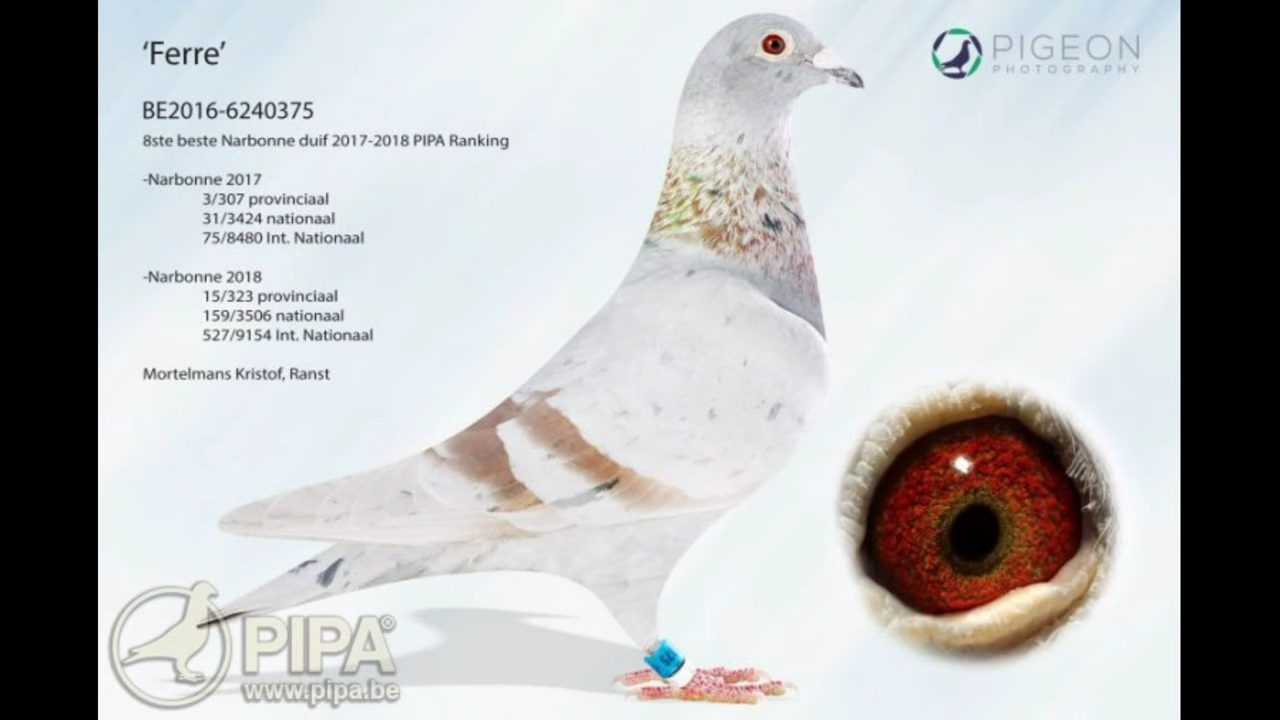 ‘Ferre’
BE2016-6240375
8ste beste Narbonne duif 2017-2018 PIPA Ranking
-Narbonne 2017
3/307 provinciaal
31/3424 nationaal
75/8480 Int. Nationaal
-Narbonne 2018
15/323 provinciaal
159/3506 nationaal
527/9154 Int. Nationaal
Mortelmans Kristof, Ranst
PIGEON
PHOTOGRAPHY
PIPA®
www.pipa.be